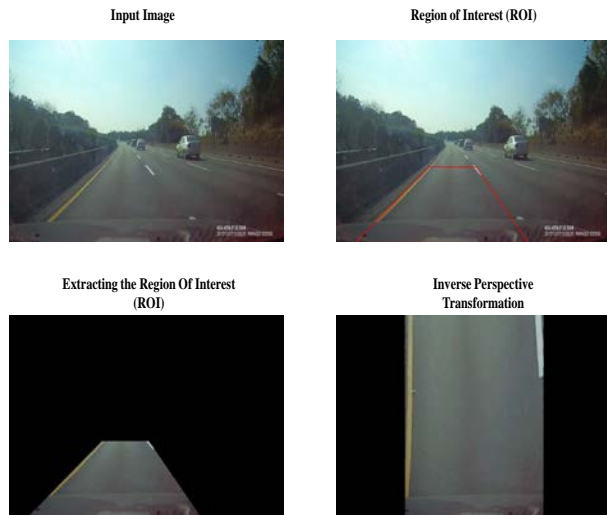 Input Image
Region of Interest (ROI)
Extracting the Region Of Interest
(ROI)
Inverse Perspective
Transformation